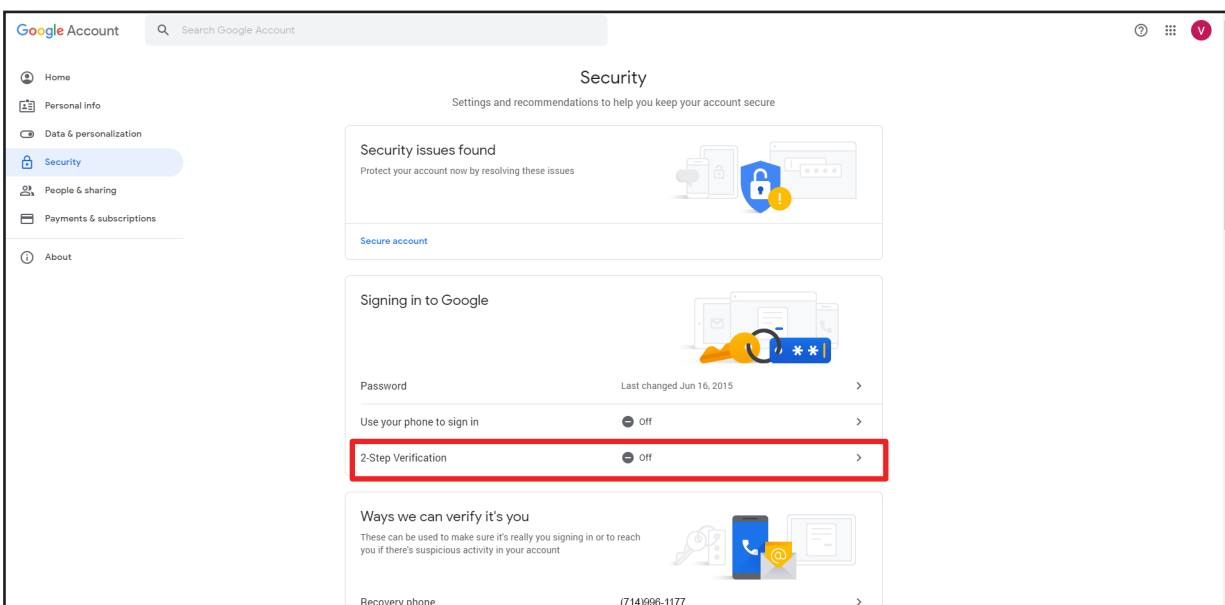 Google Account
Search Google Account
V
Home
Personal info
Data & personalization
Security
People & sharing
Payments & subscriptions
About
Security
Settings and recommendations to help you keep your account secure
Security issues found
Protect your account now by resolving these issues
Secure account
Signing in to Google
Password Last changed Jun 16, 2015
Use your phone to sign in Off
2-Step Verification Off
Ways we can verify it's you
These can be used to make sure it's really you signing in or to reach
you if there's suspicious activity in your account
Recovery phone (714)996-1177